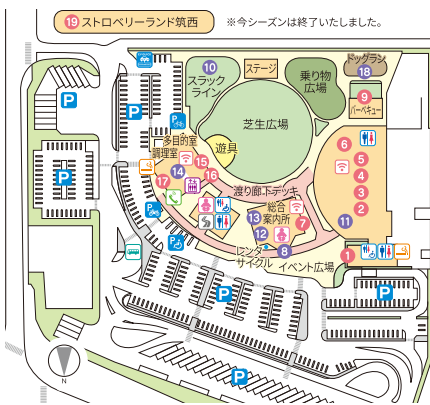 19 ストロベリーランド筑西 ※今シーズンは終了いたしました。
10
スラック
ライン
ステージ
乗り物
広場
ドッグラン
18
9
バーベキュー
P
P
P
P
芝生広場
遊具
多目的室
調理室
15
14
16
17
6
5
4
3
2
11
渡り廊下デッキ
総合
案内所
13
12
7
8
レンタ
サイクル
イベント広場
1
P
P
P
P
P
N